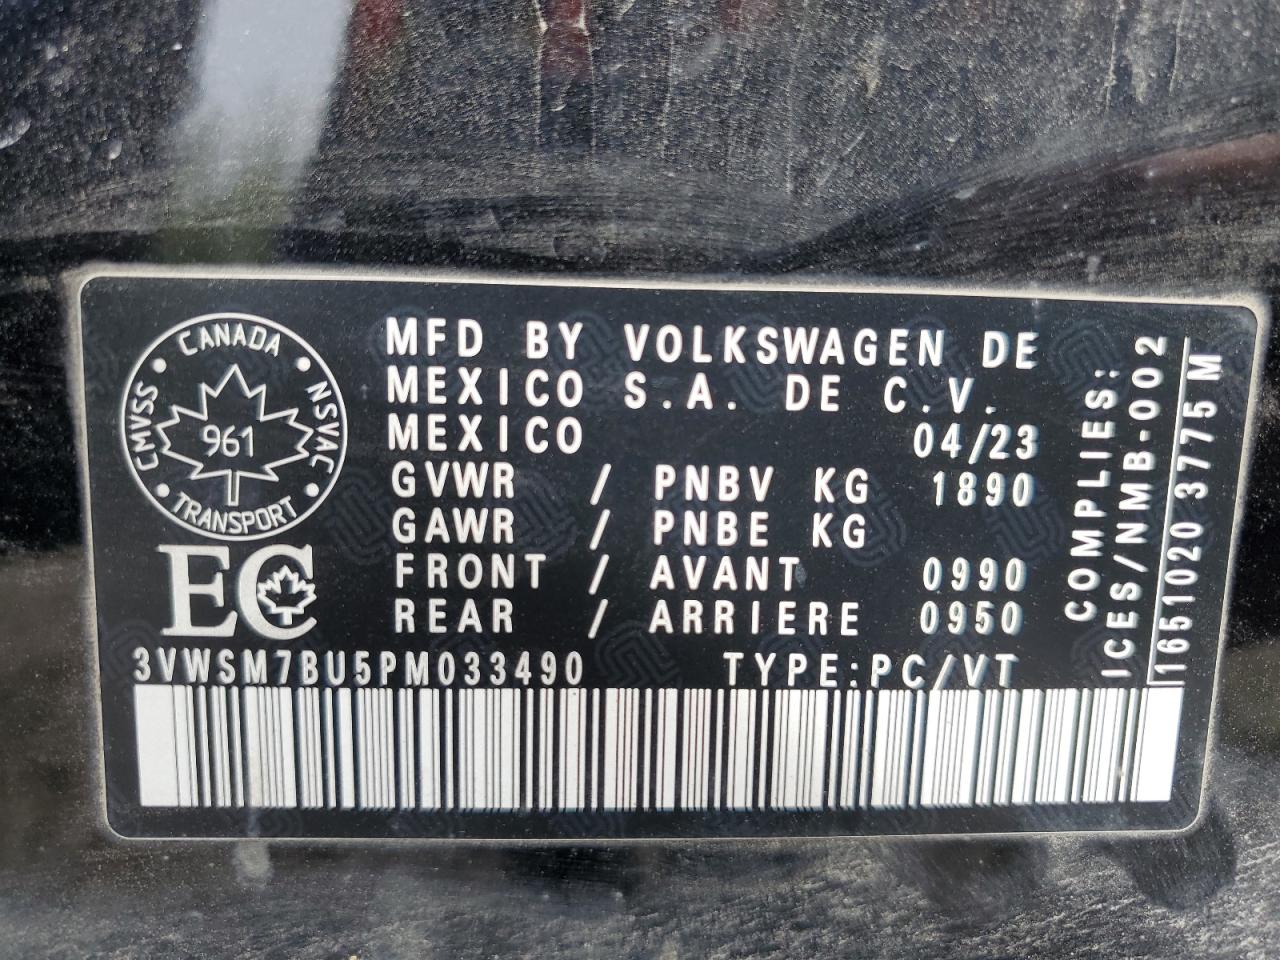 CANADA
CMVSS
NSVAC
961
TRANSPORT
EC
MFD BY VOLKSWAGEN DE
MEXICO S.A. DE C.V.
MEXICO 04/23
GVWR / PNBV KG 1890
GAWR / PNBE KG
FRONT / AVANT 0990
REAR / ARRIERE 0950
3VWSM7BU5PM033490 TYPE:PC/VT
COMPLIES:
ICES/NMB-002
1651020 3775 M